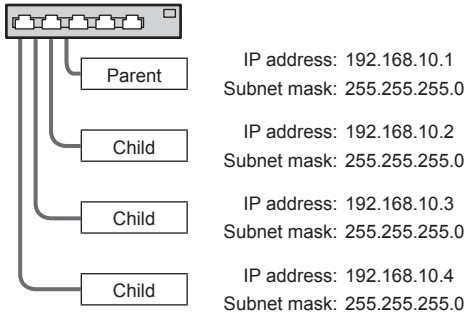 Parent
IP address: 192.168.10.1
Subnet mask: 255.255.255.0
Child
IP address: 192.168.10.2
Subnet mask: 255.255.255.0
Child
IP address: 192.168.10.3
Subnet mask: 255.255.255.0
Child
IP address: 192.168.10.4
Subnet mask: 255.255.255.0